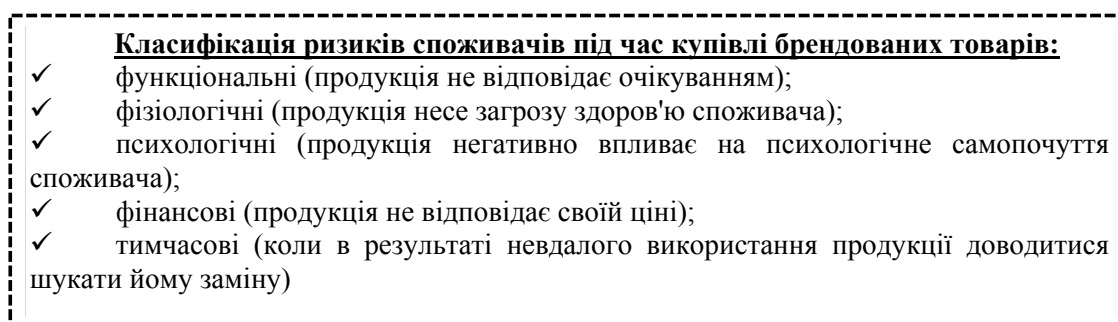 Класифікація ризиків споживачів під час купівлі брендованих товарів:
✓ функціональні (продукція не відповідає очікуванням);
✓ фізіологічні (продукція несе загрозу здоров'ю споживача);
✓ психологічні (продукція негативно впливає на психологічне самопочуття
споживача);
✓ фінансові (продукція не відповідає своїй ціні);
✓ тимчасові (коли в результаті невдалого використання продукції доводитися
шукати йому заміну)